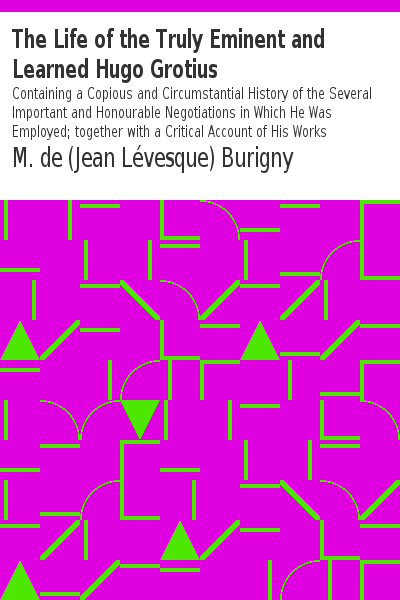 The Life of the Truly Eminent and
Learned Hugo Grotius
Containing a Copious and Circumstantial History of the Several
Important and Honourable Negotiations in Which He Was
Employed; together with a Critical Account of His Works
M. de (Jean Lévesque) Burigny